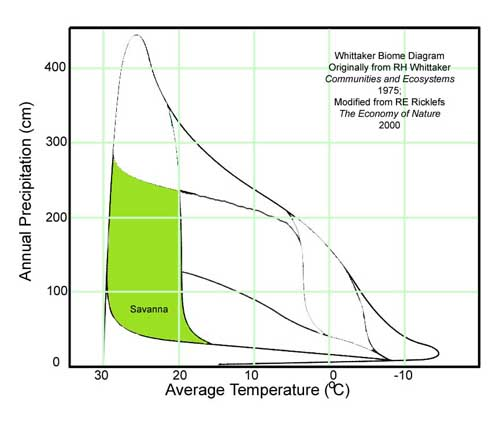 Whittaker Biome Diagram
Originally from RH Whittaker
Communities and Ecosystems
1975;
Modified from RE Ricklefs
The Economy of Nature
2000
Annual Precipitation (cm)
400
300
200
100
0
Savanna
30
20
10
0
-10
Average Temperature (°C)